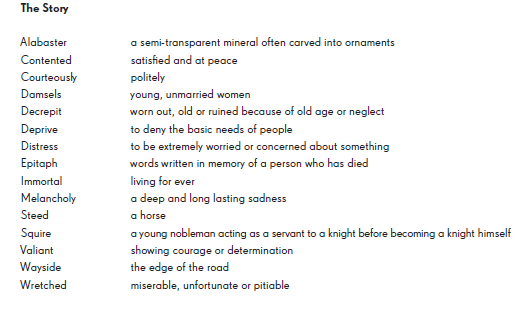 The Story
Alabaster a semi-transparent mineral often carved into ornaments
Contented satisfied and at peace
Courteously politely
Damsels young, unmarried women
Decrepit worn out, old or ruined because of old age or neglect
Deprive to deny the basic needs of people
Distress to be extremely worried or concerned about something
Epitaph words written in memory of a person who has died
Immortal living for ever
Melancholy a deep and long lasting sadness
Steed a horse
Squire a young nobleman acting as a servant to a knight before becoming a knight himself
Valiant showing courage or determination
Wayside the edge of the road
Wretched miserable, unfortunate or pitiable